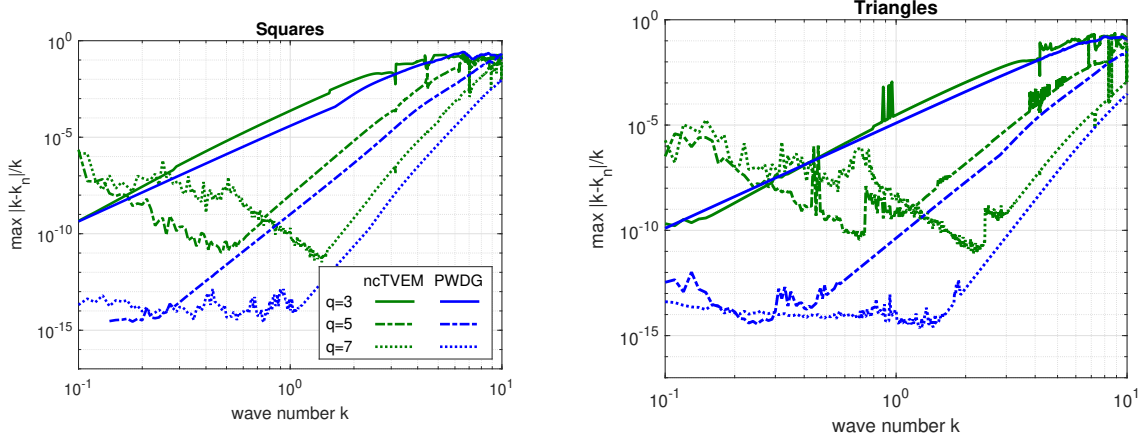 Squares
10^0
10^-5
10^-10
10^-15
max |k-k_n|/k
10^-1
10^0
10^1
wave number k
ncTVEM PWDG
q=3
q=5
q=7
Triangles
10^0
10^-5
10^-10
10^-15
max |k-k_n|/k
10^-1
10^0
10^1
wave number k